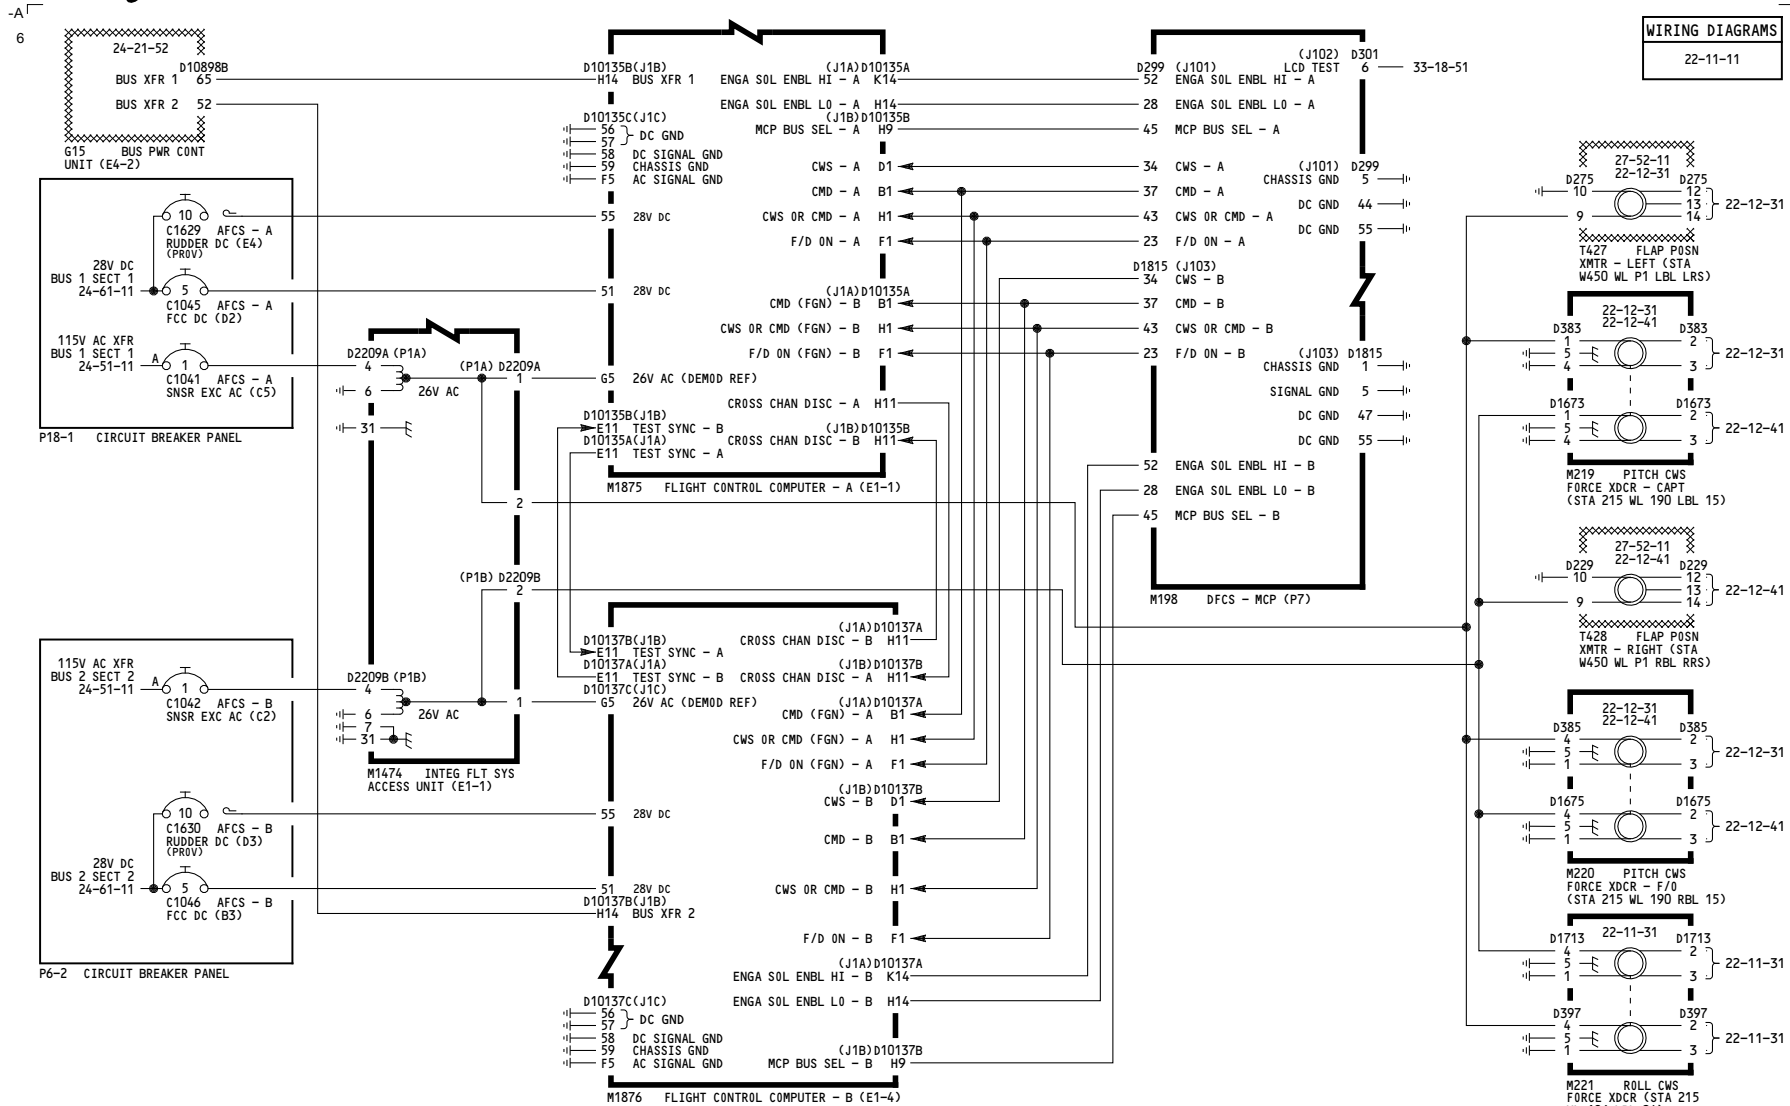 -A
6
WIRING DIAGRAMS
22-11-11
24-21-52
D10898B
BUS XFR 1 65
BUS XFR 2 52
G15 BUS PWR CONT
UNIT (E4-2)
10
C1629 AFCS - A
RUDDER DC (E4)
(PROV)
28V DC
BUS 1 SECT 1
24-61-11
5
C1045 AFCS - A
FCC DC (D2)
115V AC XFR
BUS 1 SECT 1
24-51-11 A
1
C1041 AFCS - A
SNSR EXC AC (C5)
P18-1 CIRCUIT BREAKER PANEL
115V AC XFR
BUS 2 SECT 2
24-51-11 A
1
C1042 AFCS - B
SNSR EXC AC (C2)
10
C1630 AFCS - B
RUDDER DC (D3)
(PROV)
28V DC
BUS 2 SECT 2
24-61-11
5
C1046 AFCS - B
FCC DC (B3)
P6-2 CIRCUIT BREAKER PANEL
D2209A (P1A)
4
6 26V AC
31
(P1A) D2209A
1
2
(P1B) D2209B
2
D2209B (P1B)
4
1
6 26V AC
7
31
M1474 INTEG FLT SYS
ACCESS UNIT (E1-1)
D10135B(J1B)
H14 BUS XFR 1
D10135C(J1C)
56
57 DC GND
58 DC SIGNAL GND
59 CHASSIS GND
F5 AC SIGNAL GND
55 28V DC
51 28V DC
G5 26V AC (DEMOD REF)
D10135B(J1B)
E11 TEST SYNC - B
D10135A(J1A)
E11 TEST SYNC - A
(J1A)D10135A
ENGA SOL ENBL HI - A K14
ENGA SOL ENBL LO - A H14
(J1B)D10135B
MCP BUS SEL - A H9
CWS - A D1
CMD - A B1
CWS OR CMD - A H1
F/D ON - A F1
(J1A)D10135A
CMD (FGN) - B B1
CWS OR CMD (FGN) - B H1
F/D ON (FGN) - B F1
CROSS CHAN DISC - A H11
(J1B)D10135B
CROSS CHAN DISC - B H11
M1875 FLIGHT CONTROL COMPUTER - A (E1-1)
D10137B(J1B)
E11 TEST SYNC - A
D10137A(J1A)
E11 TEST SYNC - B
D10137C(J1C)
G5 26V AC (DEMOD REF)
55 28V DC
51 28V DC
D10137B(J1B)
H14 BUS XFR 2
D10137C(J1C)
56
57 DC GND
58 DC SIGNAL GND
59 CHASSIS GND
F5 AC SIGNAL GND
(J1A)D10137A
CROSS CHAN DISC - B H11
(J1B)D10137B
CROSS CHAN DISC - A H11
(J1A)D10137A
CMD (FGN) - A B1
CWS OR CMD (FGN) - A H1
F/D ON (FGN) - A F1
(J1B)D10137B
CWS - B D1
CMD - B B1
CWS OR CMD - B H1
F/D ON - B F1
(J1A)D10137A
ENGA SOL ENBL HI - B K14
ENGA SOL ENBL LO - B H14
(J1B)D10137B
MCP BUS SEL - B H9
M1876 FLIGHT CONTROL COMPUTER - B (E1-4)
D299 (J101)
52 ENGA SOL ENBL HI - A
28 ENGA SOL ENBL LO - A
45 MCP BUS SEL - A
34 CWS - A
37 CMD - A
43 CWS OR CMD - A
23 F/D ON - A
D1815 (J103)
34 CWS - B
37 CMD - B
43 CWS OR CMD - B
23 F/D ON - B
52 ENGA SOL ENBL HI - B
28 ENGA SOL ENBL LO - B
45 MCP BUS SEL - B
(J102) D301
LCD TEST 6 33-18-51
(J101) D299
CHASSIS GND 5
DC GND 44
DC GND 55
(J103) D1815
CHASSIS GND 1
SIGNAL GND 5
DC GND 47
DC GND 55
M198 DFCS - MCP (P7)
27-52-11
22-12-31
D275 D275
10 12
13 22-12-31
9 14
T427 FLAP POSN
XMTR - LEFT (STA
W450 WL P1 LBL LRS)
22-12-31
22-12-41
D383 D383
1 2
5 22-12-31
4 3
D1673 D1673
1 2
5 22-12-41
4 3
M219 PITCH CWS
FORCE XDCR - CAPT
(STA 215 WL 190 LBL 15)
27-52-11
22-12-41
D229 D229
10 12
13 22-12-41
9 14
T428 FLAP POSN
XMTR - RIGHT (STA
W450 WL P1 RBL RRS)
22-12-31
22-12-41
D385 D385
4 2
5 22-12-31
1 3
D1675 D1675
4 2
5 22-12-41
1 3
M220 PITCH CWS
FORCE XDCR - F/O
(STA 215 WL 190 RBL 15)
22-11-31
D1713 D1713
4 2
5 22-11-31
1 3
D397 D397
4 2
5 22-11-31
1 3
M221 ROLL CWS
FORCE XDCR (STA 215